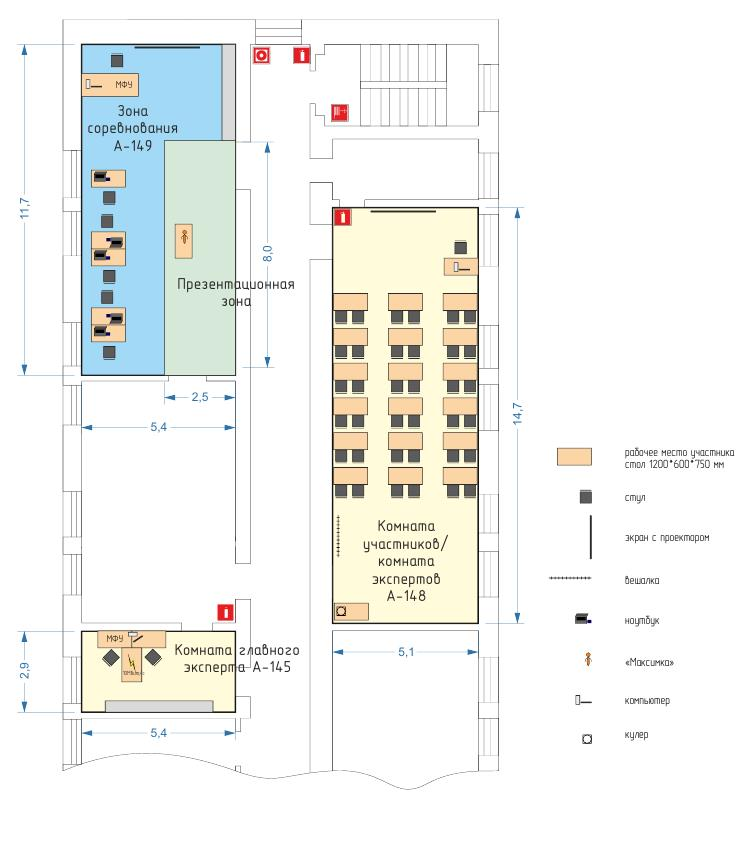 МФУ
Зона
соревнования
А-149
11,7
8,0
Презентационная
зона
2,5
5,4
14,7
Комната
участников/
комната
экспертов
А-148
5,1
МФУ
Комната главного
эксперта А-145
2,9
5,4
рабочее место участника
стол 1200*600*750 мм
стул
экран с проектаром
вешалка
ноутбук
«Максимка»
компьютер
кулер